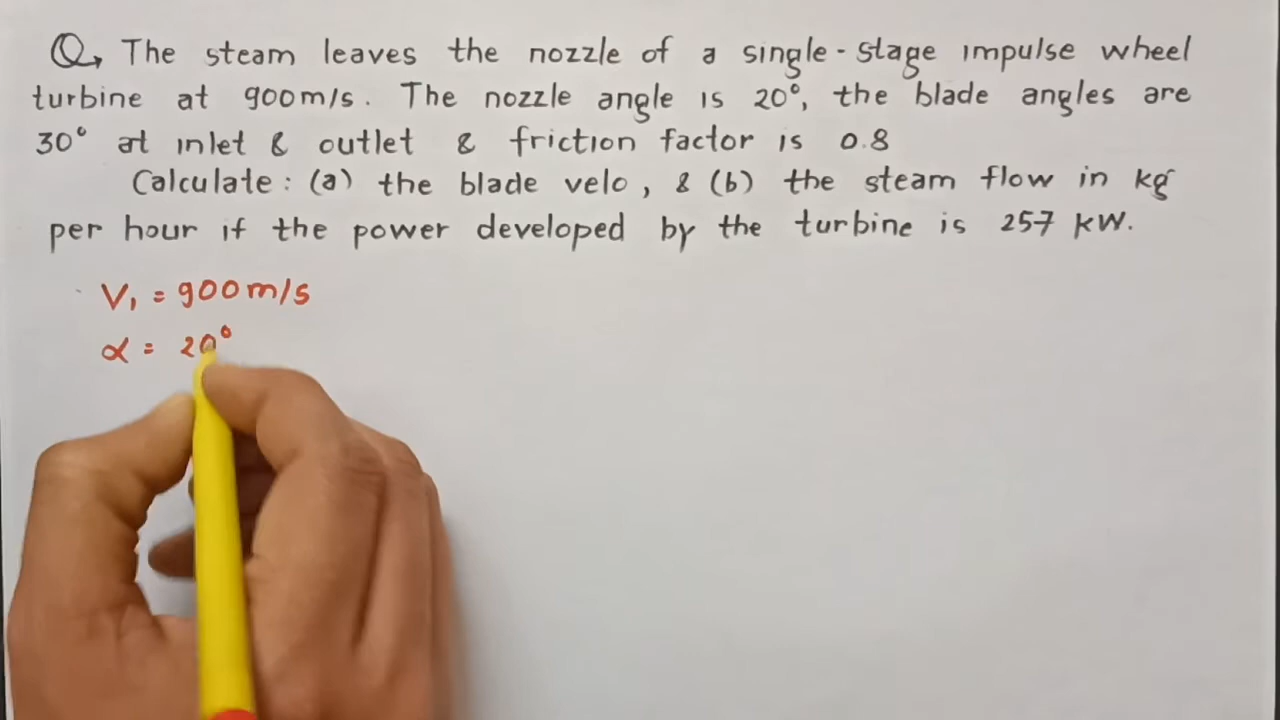 Q, The steam leaves the nozzle of a single-stage impulse wheel
turbine at 900m/s. The nozzle angle is 20°, the blade angles are
30° at inlet & outlet & friction factor is 0.8
Calculate: (a) the blade velo, & (b) the steam flow in kg
per hour if the power developed by the turbine is 257 kW.
V₁ = 900m/s
α = 20°